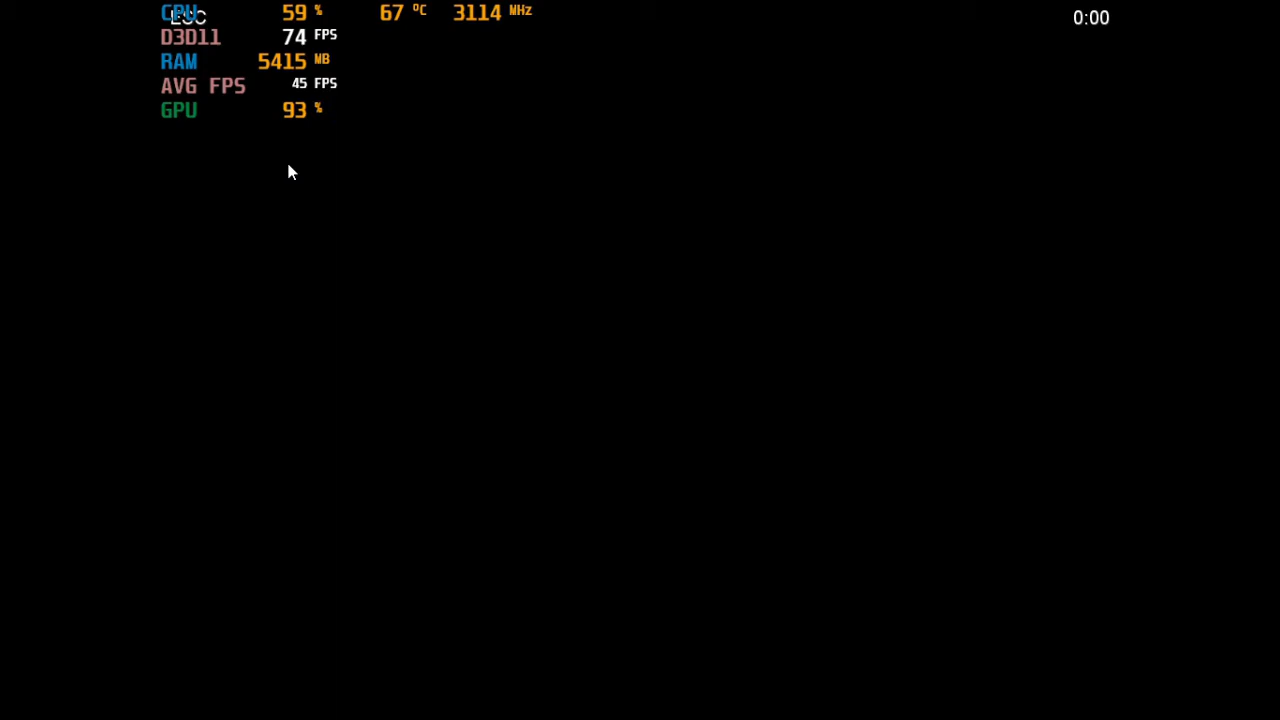 CPU 59 % 67 °C 3114 MHz
ESC 0:00
D3D11 74 FPS
RAM 5415 MB
AVG FPS 45 FPS
GPU 93 %